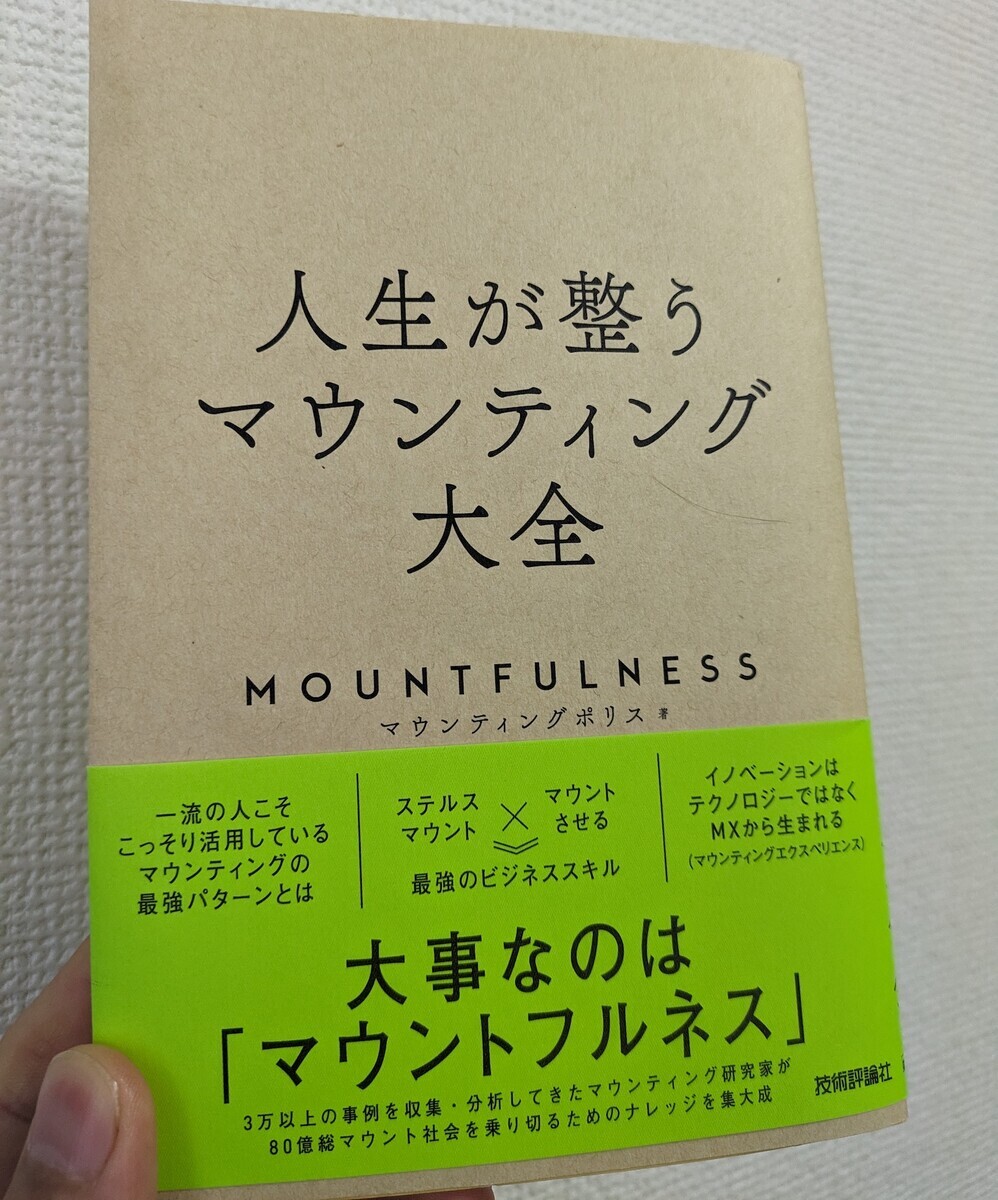 人生が整う
マウンティング
大全
MOUNTFULNESS
マウンティングポリス 著
一流の人こそ
こっそり活用している
マウンティングの
最強パターンとは
ステルス
マウント
×
マウント
させる
最強のビジネススキル
イノベーションは
テクノロジーではなく
MXから生まれる
(マウンティングエクスペリエンス)
大事なのは
「マウントフルネス」
3万以上の事例を収集・分析してきたマウンティング研究家が
80億総マウント社会を乗り切るためのナレッジを集大成
技術評論社